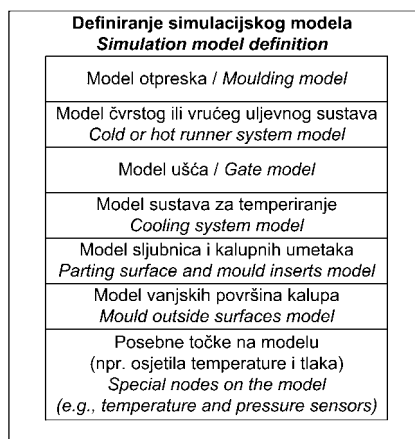 Definiranje simulacijskog modela
Simulation model definition
Model otpreska / Moulding model
Model čvrstog ili vrućeg uljevnog sustava
Cold or hot runner system model
Model ušća / Gate model
Model sustava za temperiranje
Cooling system model
Model sljubnica i kalupnih umetaka
Parting surface and mould inserts model
Model vanjskih površina kalupa
Mould outside surfaces model
Posebne točke na modelu
(npr. osjetila temperature i tlaka)
Special nodes on the model
(e.g., temperature and pressure sensors)